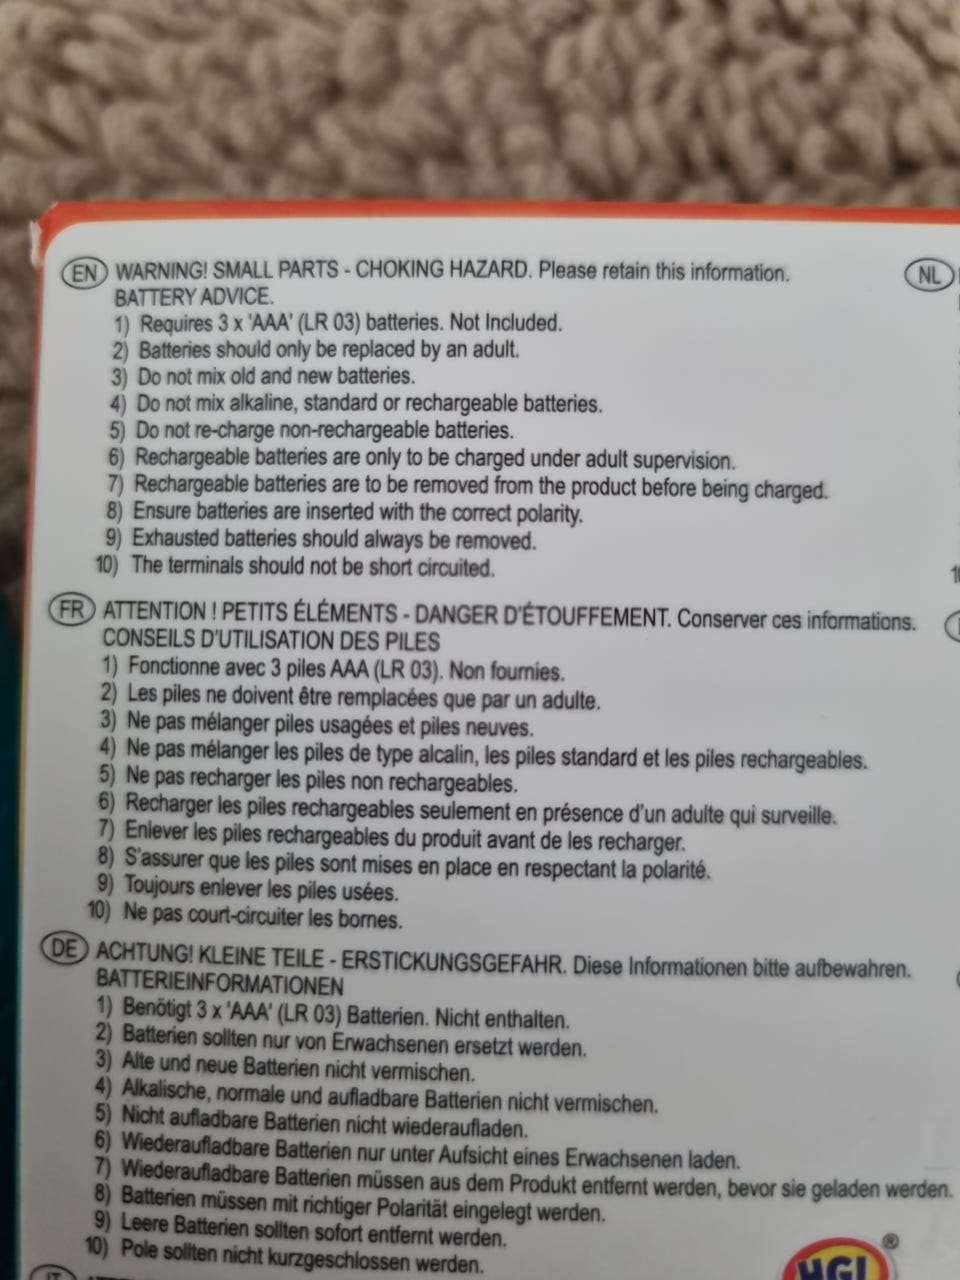 EN WARNING! SMALL PARTS - CHOKING HAZARD. Please retain this information.
BATTERY ADVICE.
1) Requires 3 x 'AAA' (LR 03) batteries. Not Included.
2) Batteries should only be replaced by an adult.
3) Do not mix old and new batteries.
4) Do not mix alkaline, standard or rechargeable batteries.
5) Do not re-charge non-rechargeable batteries.
6) Rechargeable batteries are only to be charged under adult supervision.
7) Rechargeable batteries are to be removed from the product before being charged.
8) Ensure batteries are inserted with the correct polarity.
9) Exhausted batteries should always be removed.
10) The terminals should not be short circuited.
FR ATTENTION ! PETITS ÉLÉMENTS - DANGER D'ÉTOUFFEMENT. Conserver ces informations.
CONSEILS D'UTILISATION DES PILES
1) Fonctionne avec 3 piles AAA (LR 03). Non fournies.
2) Les piles ne doivent être remplacées que par un adulte.
3) Ne pas mélanger piles usagées et piles neuves.
4) Ne pas mélanger les piles de type alcalin, les piles standard et les piles rechargeables.
5) Ne pas recharger les piles non rechargeables.
6) Recharger les piles rechargeables seulement en présence d'un adulte qui surveille.
7) Enlever les piles rechargeables du produit avant de les recharger.
8) S'assurer que les piles sont mises en place en respectant la polarité.
9) Toujours enlever les piles usées.
10) Ne pas court-circuiter les bornes.
DE ACHTUNG! KLEINE TEILE - ERSTICKUNGSGEFAHR. Diese Informationen bitte aufbewahren.
BATTERIEINFORMATIONEN
1) Benötigt 3 x 'AAA' (LR 03) Batterien. Nicht enthalten.
2) Batterien sollten nur von Erwachsenen ersetzt werden.
3) Alte und neue Batterien nicht vermischen.
4) Alkalische, normale und aufladbare Batterien nicht vermischen.
5) Nicht aufladbare Batterien nicht wiederaufladen.
6) Wiederaufladbare Batterien nur unter Aufsicht eines Erwachsenen laden.
7) Wiederaufladbare Batterien müssen aus dem Produkt entfernt werden, bevor sie geladen werden.
8) Batterien müssen mit richtiger Polarität eingelegt werden.
9) Leere Batterien sollten sofort entfernt werden.
10) Pole sollten nicht kurzgeschlossen werden.
IT
NL
HGL ®